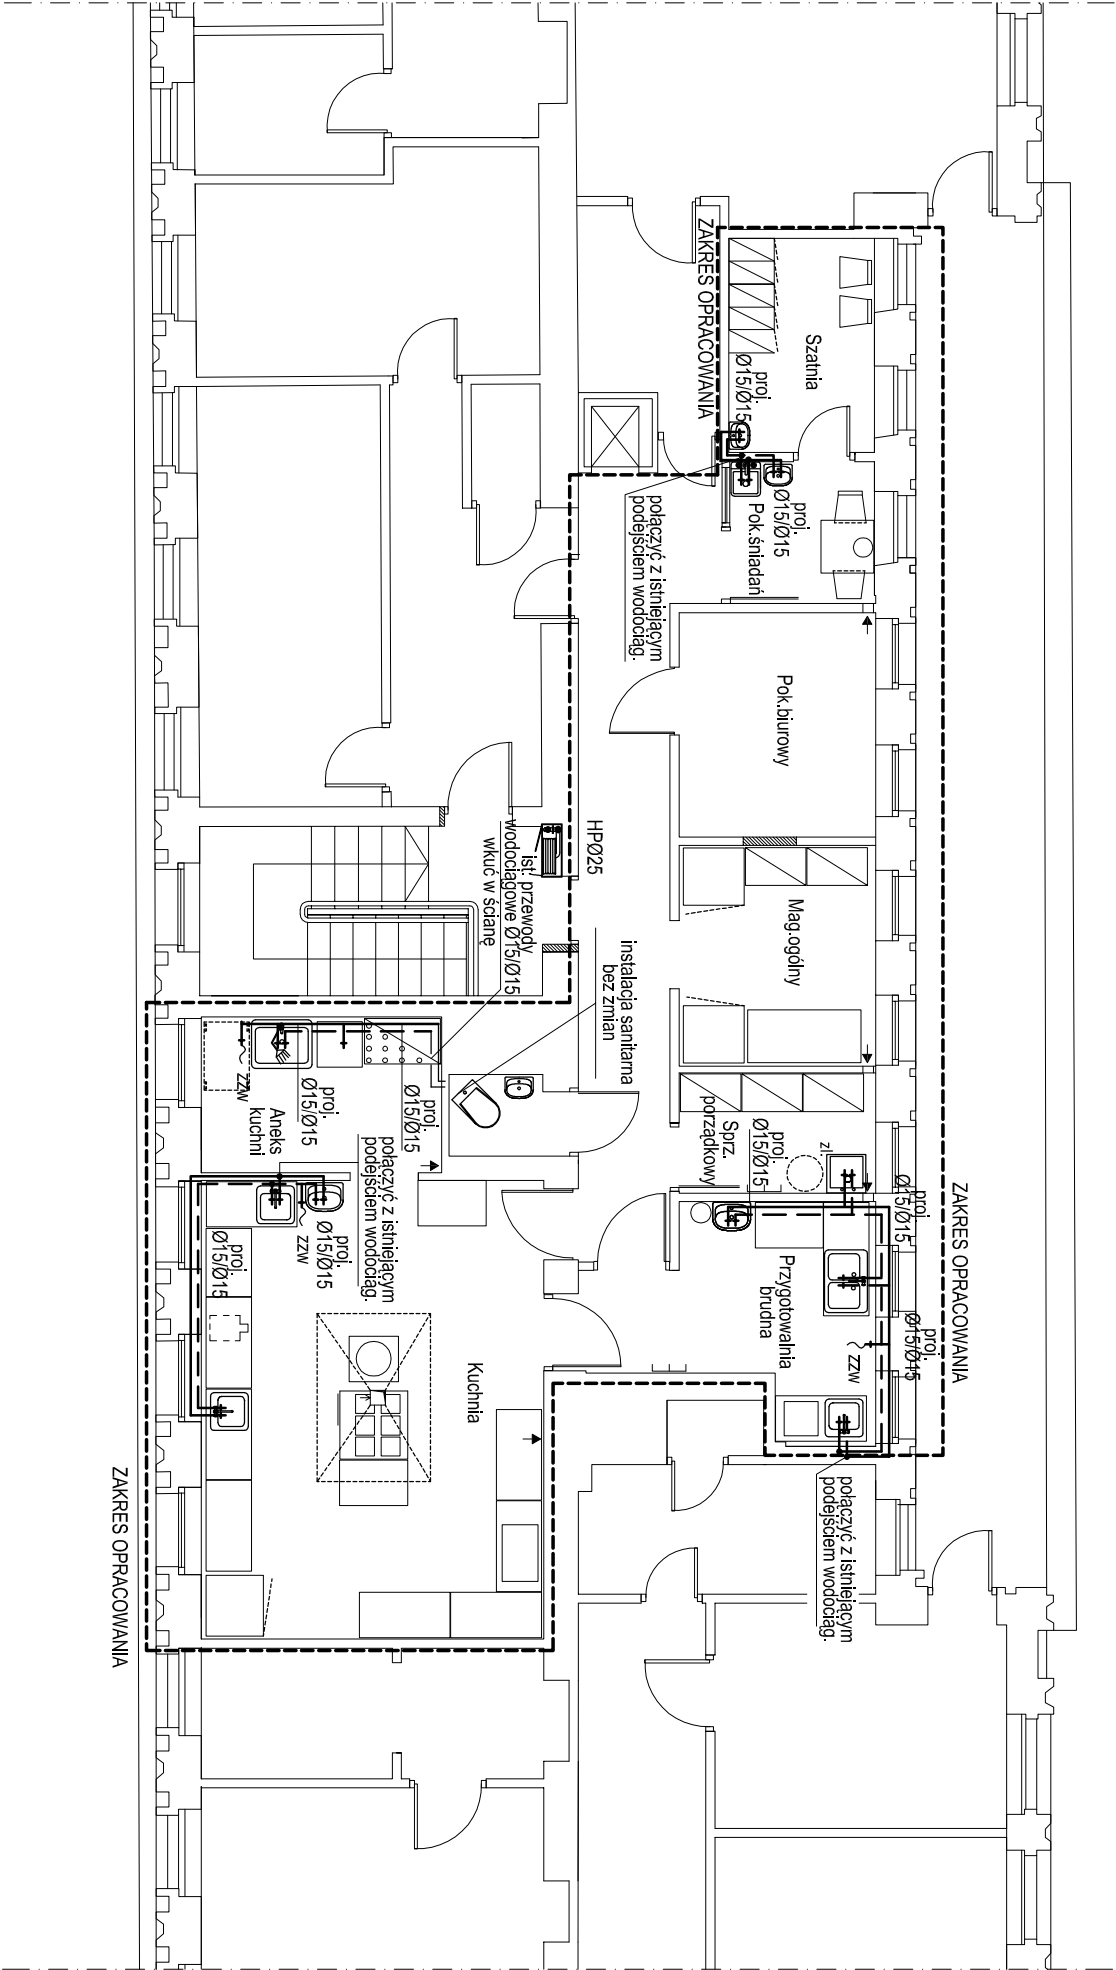 ZAKRES OPRACOWANIA
Szatnia
proj.
Ø15/Ø15
proj.
Ø15/Ø15
Pok.śniadań
połączyć z istniejącym
podejściem wodociąg.
Pok.biurowy
HPØ25
ist. przewody
wodociągowe Ø15/Ø15
wkuć w ścianę
Mag.ogólny
instalacja sanitarna
bez zmian
Sprz.
porządkowy
proj.
Ø15/Ø15
zl
proj.
Ø15/Ø15
ZAKRES OPRACOWANIA
Przygotowalnia
brudna
proj.
Ø15/Ø15
ZZW
połączyć z istniejącym
podejściem wodociąg.
ZZW
Aneks
kuchni
proj.
Ø15/Ø15
proj.
Ø15/Ø15
połączyć z istniejącym
podejściem wodociąg.
proj.
Ø15/Ø15
ZZW
proj.
Ø15/Ø15
Kuchnia
ZAKRES OPRACOWANIA